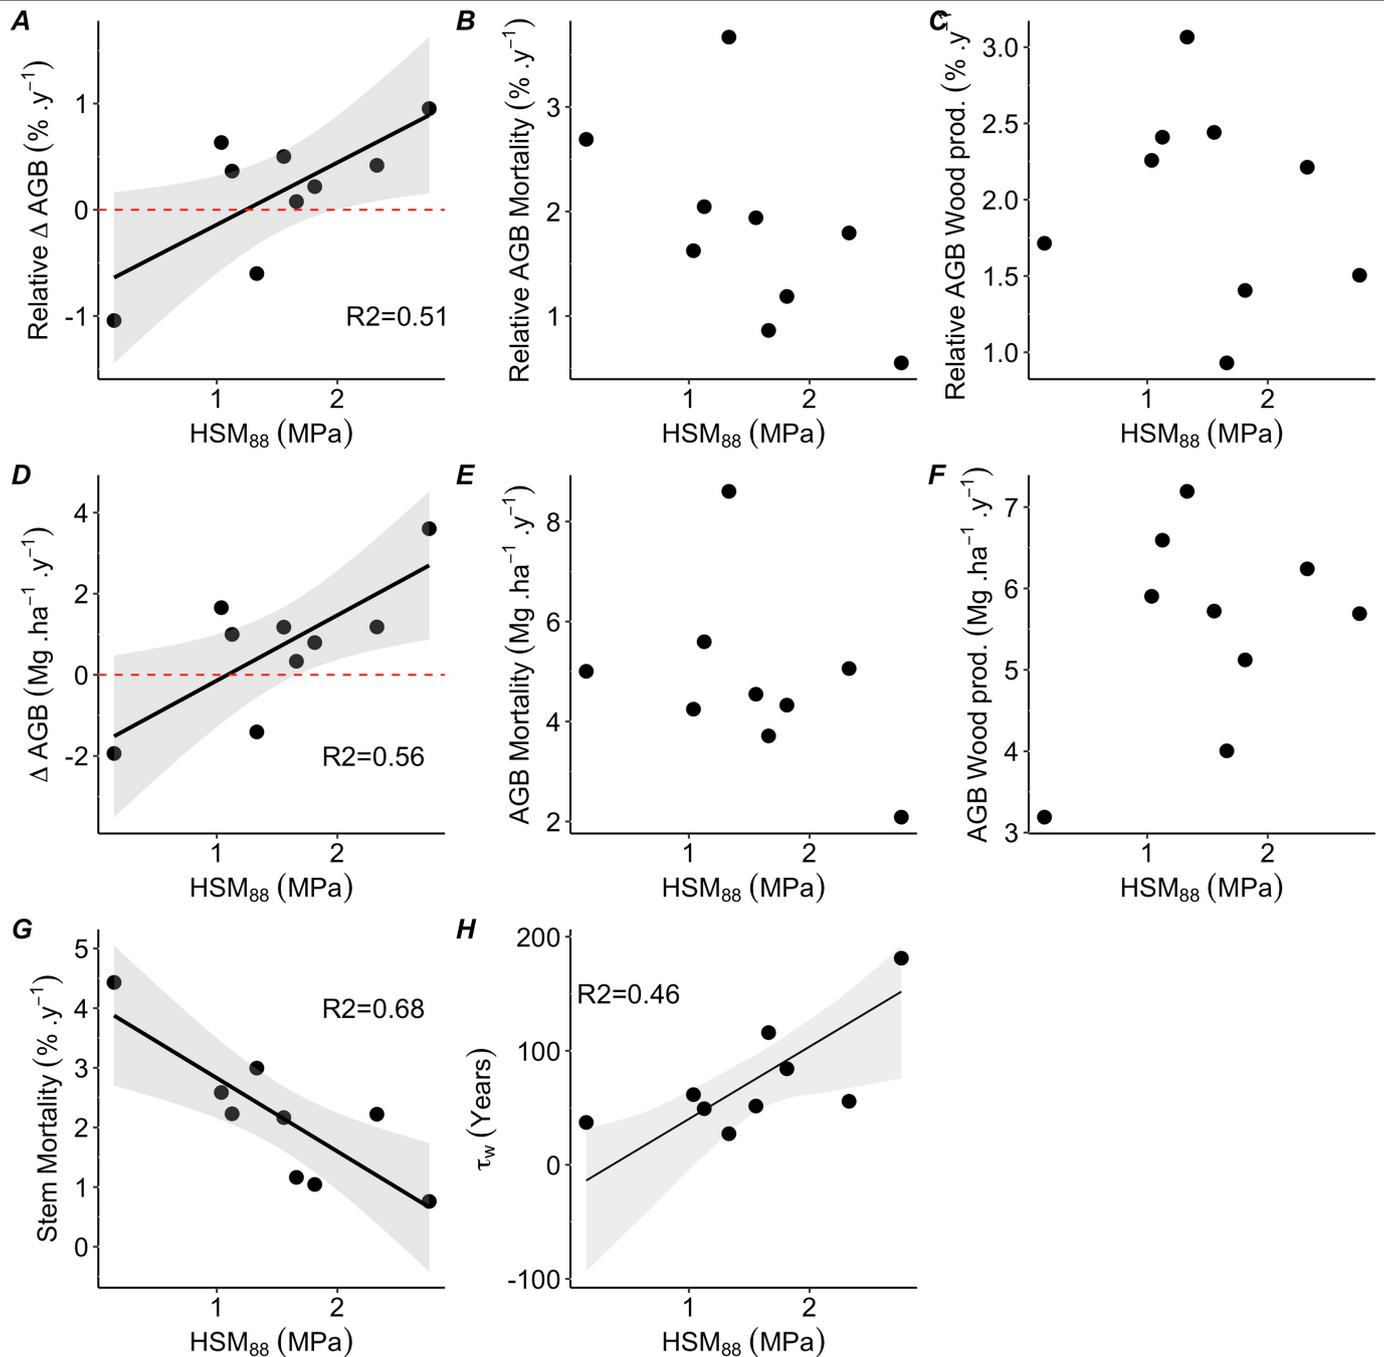 A
Relative Δ AGB (% .y⁻¹)
1
0
-1
R2=0.51
1
2
HSM₈₈ (MPa)
B
Relative AGB Mortality (% .y⁻¹)
3
2
1
1
2
HSM₈₈ (MPa)
C
Relative AGB Wood prod. (% .y⁻¹)
3.0
2.5
2.0
1.5
1.0
1
2
HSM₈₈ (MPa)
D
Δ AGB (Mg .ha⁻¹ .y⁻¹)
4
2
0
-2
R2=0.56
1
2
HSM₈₈ (MPa)
E
AGB Mortality (Mg .ha⁻¹ .y⁻¹)
8
6
4
2
1
2
HSM₈₈ (MPa)
F
AGB Wood prod. (Mg .ha⁻¹ .y⁻¹)
7
6
5
4
3
1
2
HSM₈₈ (MPa)
G
Stem Mortality (% .y⁻¹)
5
4
3
2
1
0
R2=0.68
1
2
HSM₈₈ (MPa)
H
τw (Years)
200
100
0
-100
R2=0.46
1
2
HSM₈₈ (MPa)